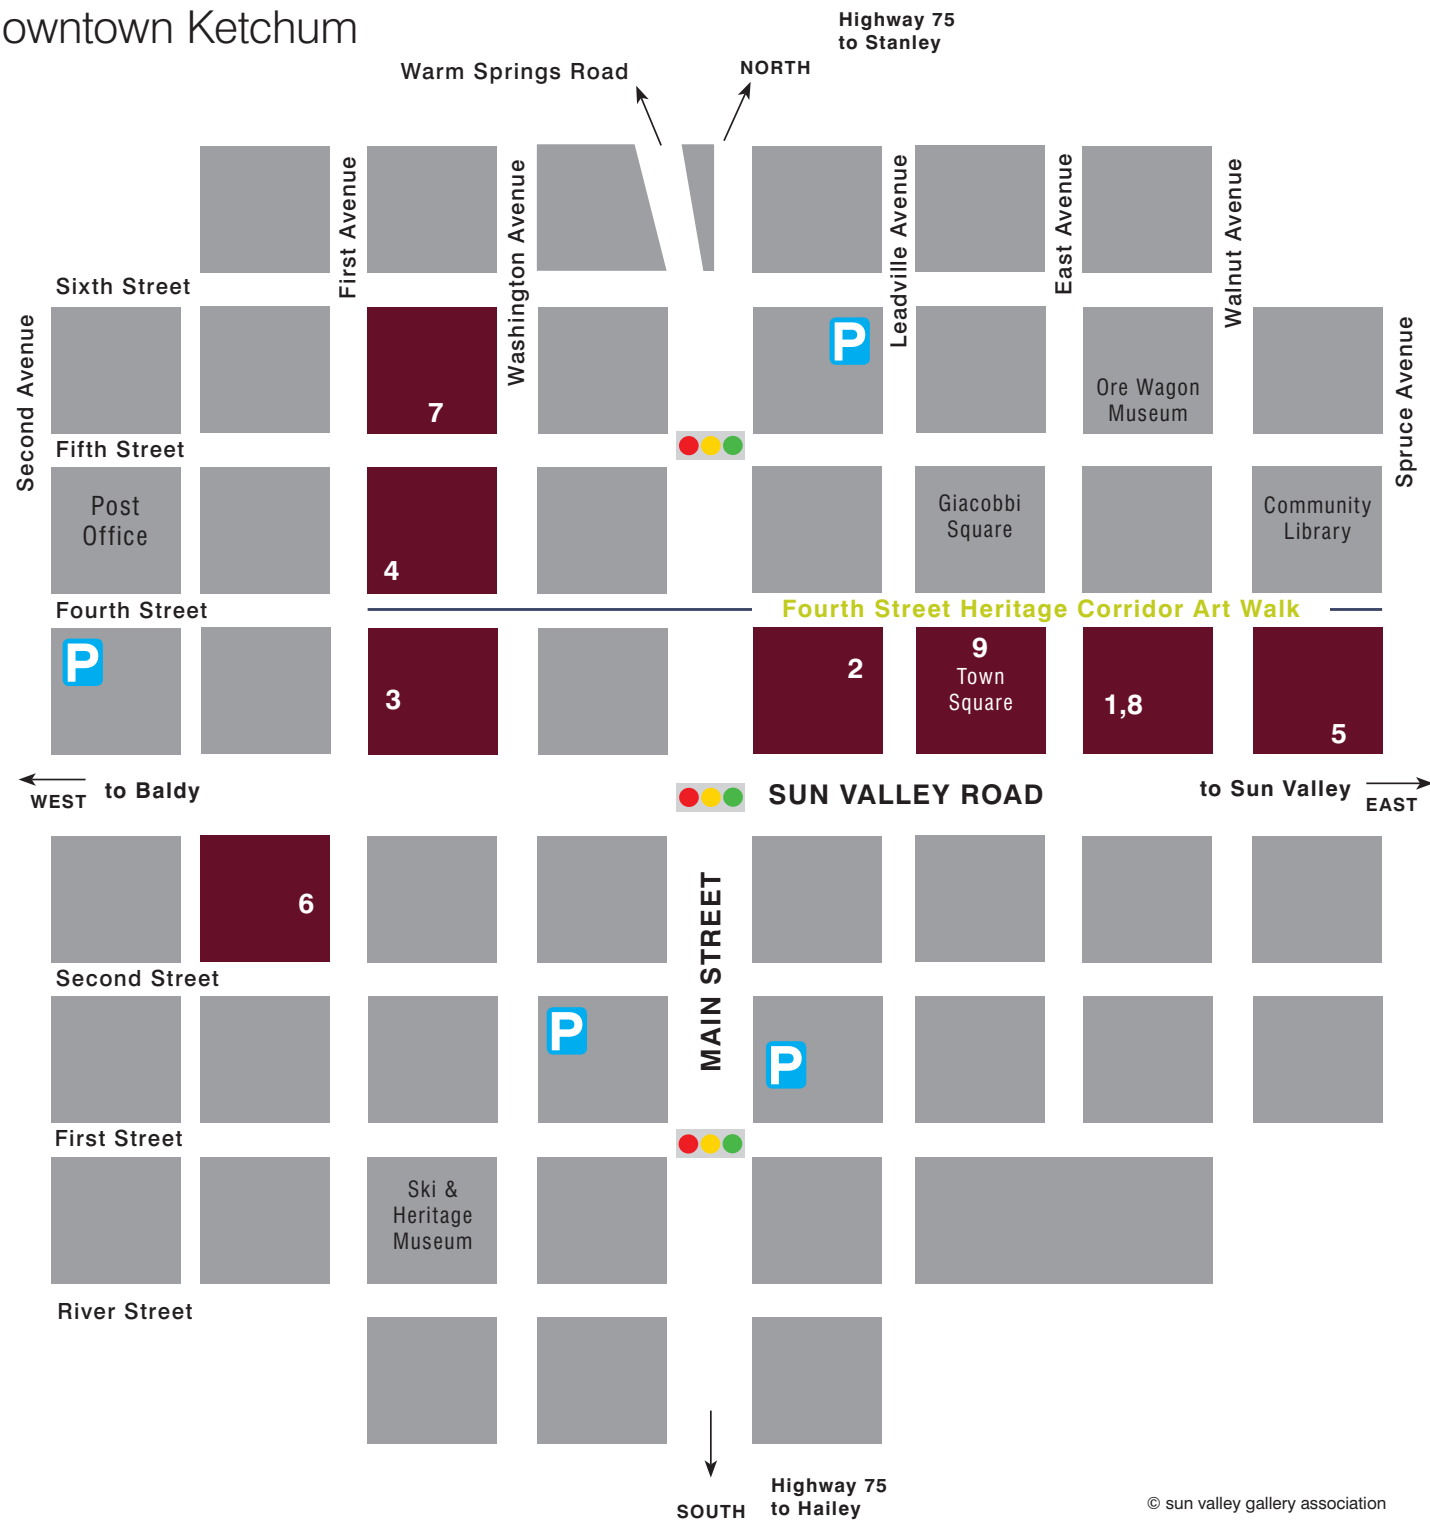 owntown Ketchum
Highway 75
to Stanley
Warm Springs Road
NORTH
First Avenue
Washington Avenue
Leadville Avenue
East Avenue
Walnut Avenue
Sixth Street
Second Avenue
Spruce Avenue
P
7
Ore Wagon
Museum
Fifth Street
Post
Office
4
Giacobbi
Square
Community
Library
Fourth Street
Fourth Street Heritage Corridor Art Walk
P
3
2
9
Town
Square
1,8
5
WEST
to Baldy
SUN VALLEY ROAD
to Sun Valley
EAST
6
MAIN STREET
Second Street
P
P
First Street
Ski &
Heritage
Museum
River Street
SOUTH
Highway 75
to Hailey
© sun valley gallery association